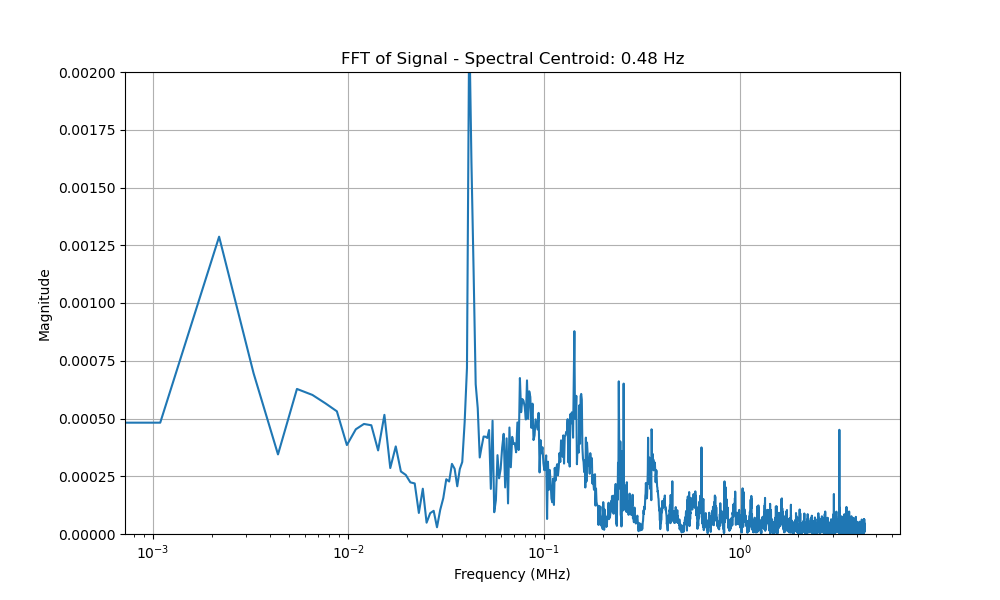 FFT of Signal - Spectral Centroid: 0.48 Hz
0.00200
0.00175
0.00150
0.00125
0.00100
0.00075
0.00050
0.00025
0.00000
Magnitude
10⁻³ 10⁻² 10⁻¹ 10⁰
Frequency (MHz)